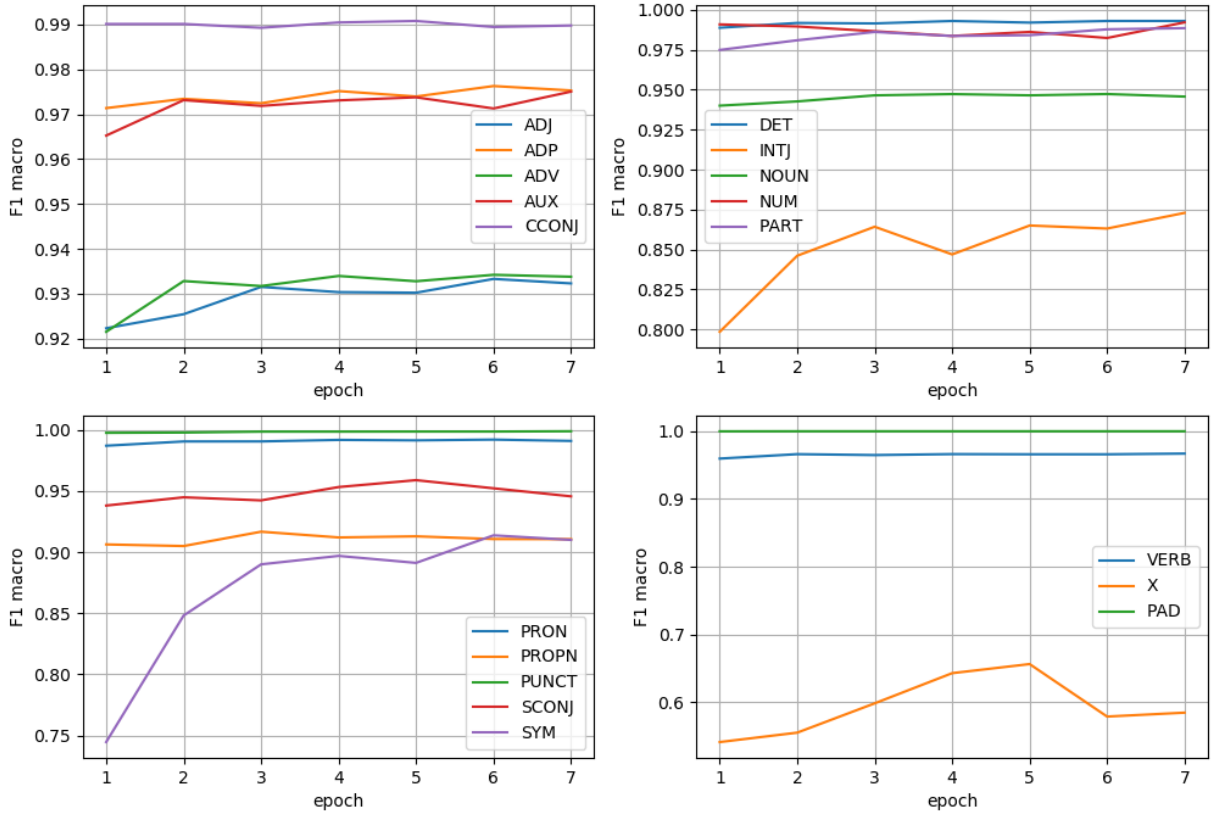 0.99
0.98
0.97
0.96
0.95
0.94
0.93
0.92
F1 macro
ADJ
ADP
ADV
AUX
CCONJ
1 2 3 4 5 6 7
epoch
1.000
0.975
0.950
0.925
0.900
0.875
0.850
0.825
0.800
F1 macro
DET
INTJ
NOUN
NUM
PART
1 2 3 4 5 6 7
epoch
1.00
0.95
0.90
0.85
0.80
0.75
F1 macro
PRON
PROPN
PUNCT
SCONJ
SYM
1 2 3 4 5 6 7
epoch
1.0
0.9
0.8
0.7
0.6
F1 macro
VERB
X
PAD
1 2 3 4 5 6 7
epoch